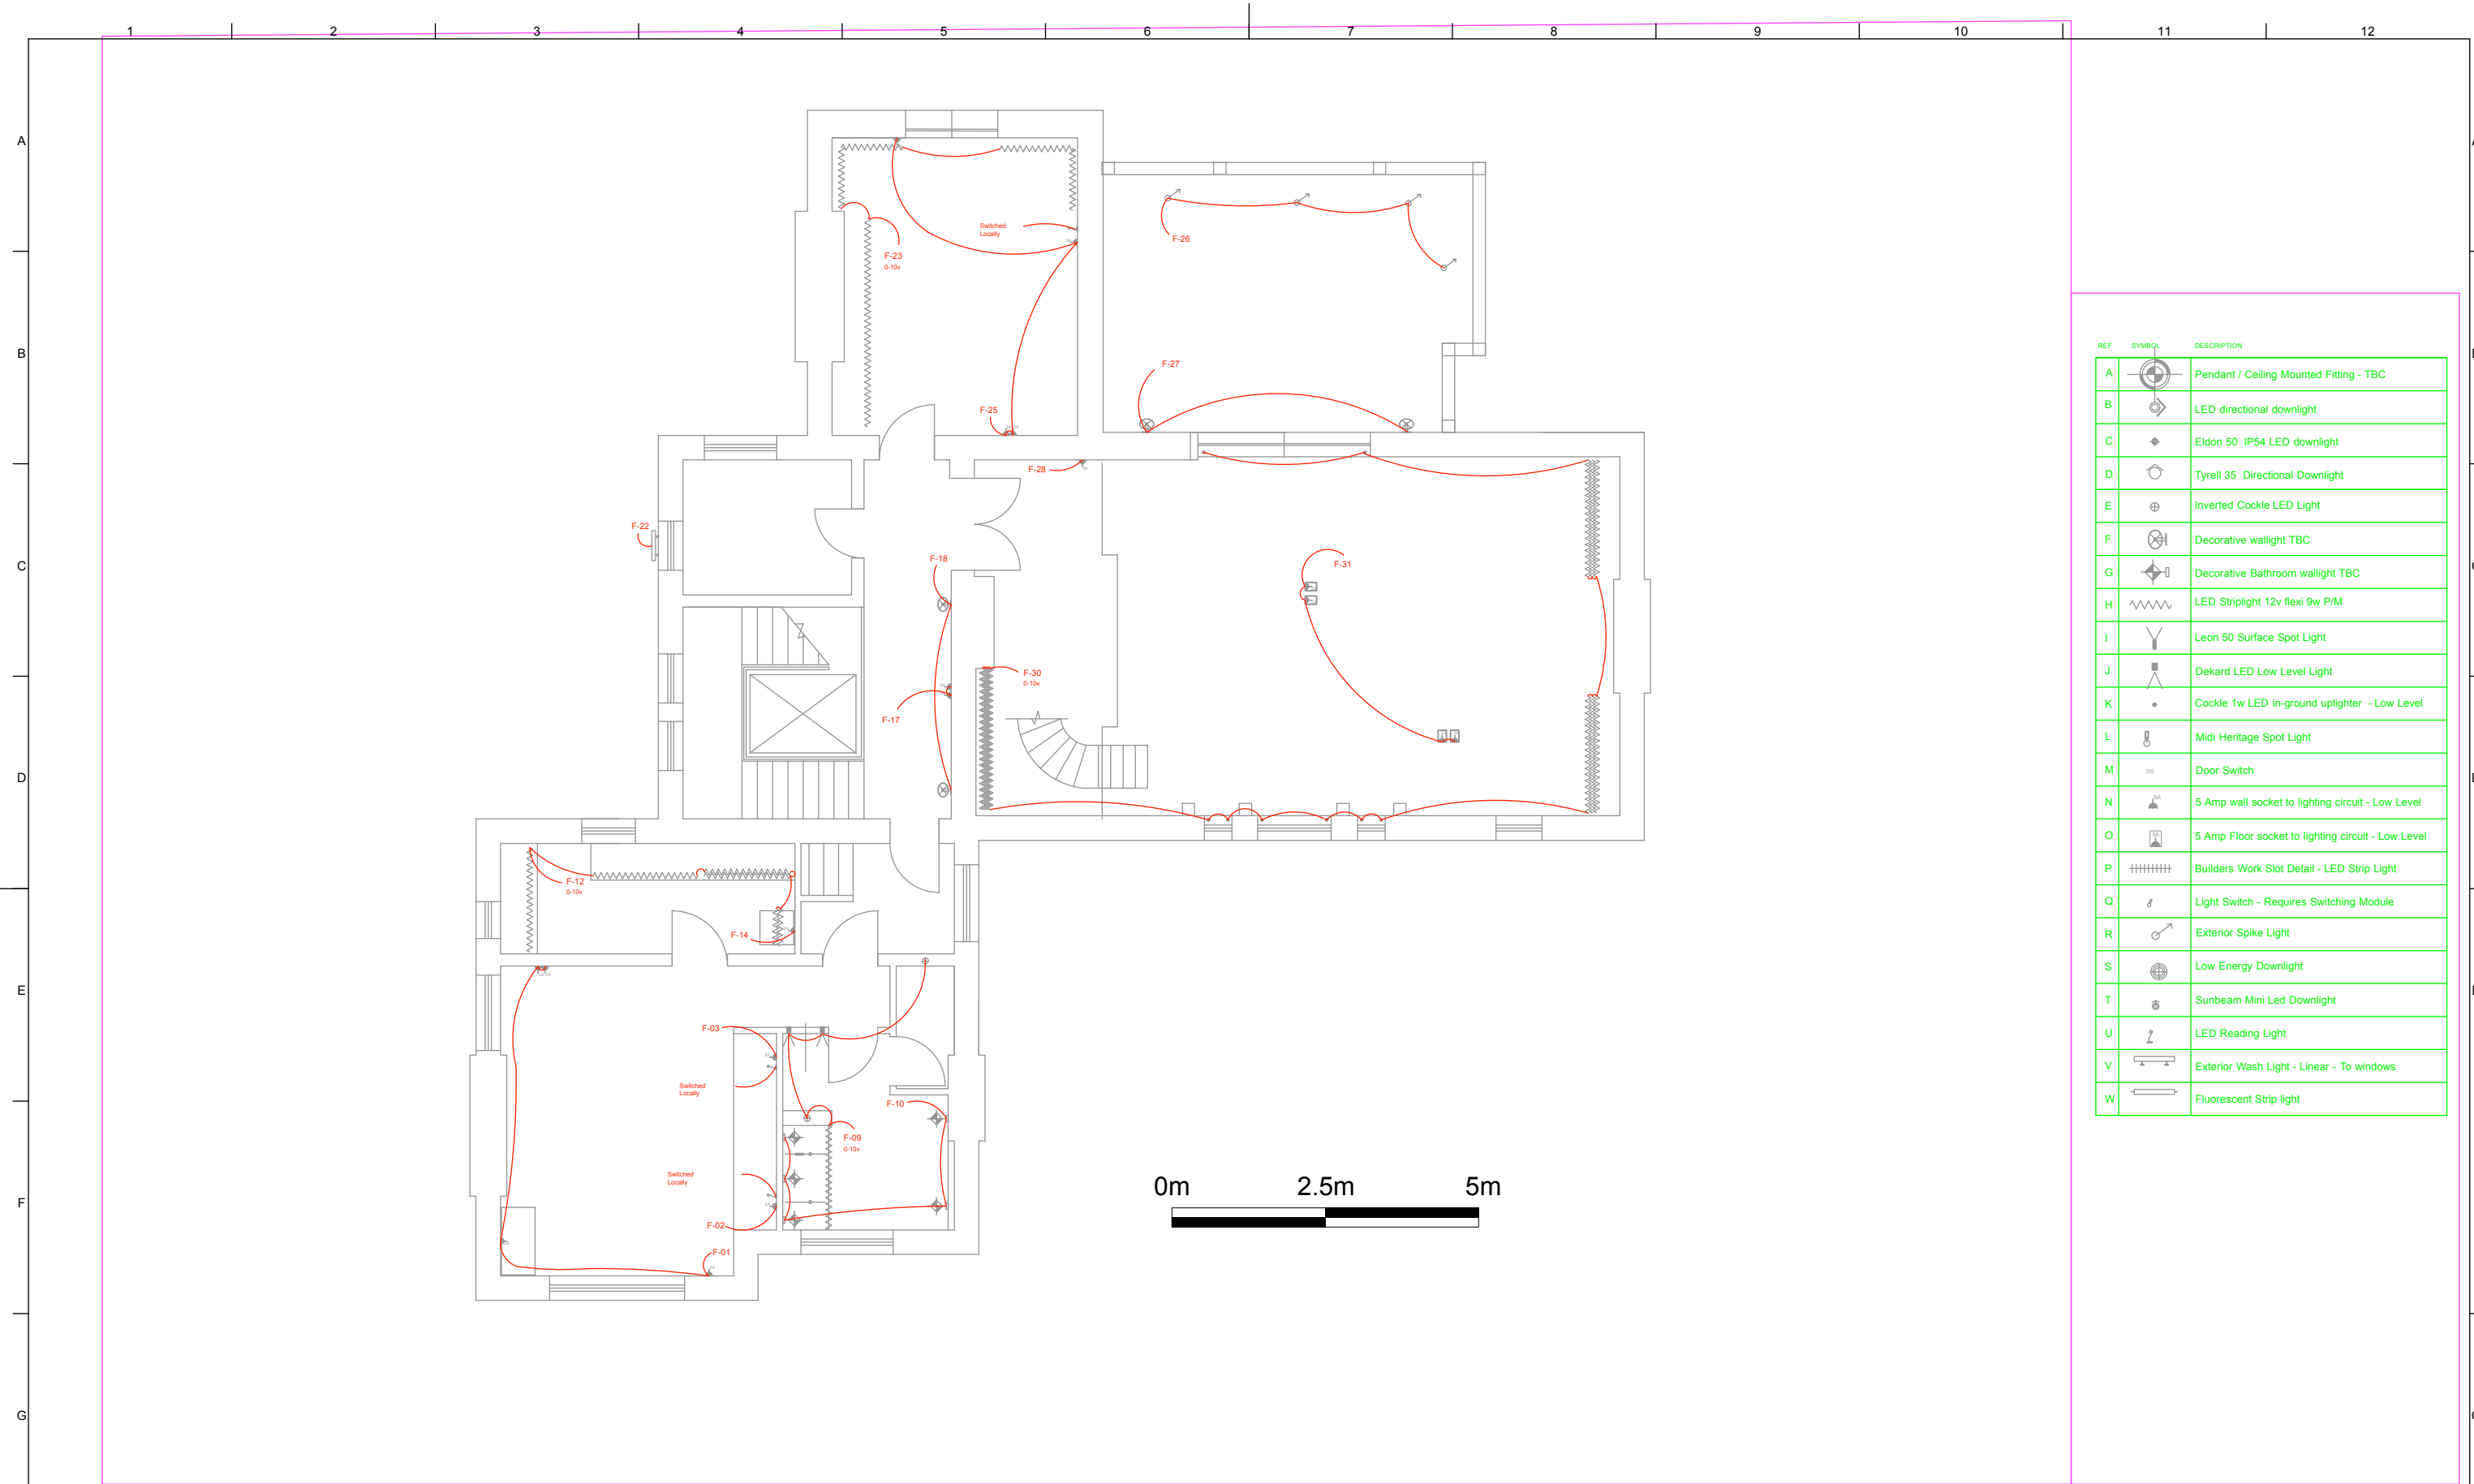 1 2 3 4 5 6 7 8 9 10 11 12
A
B
C
D
E
F
G
Switched
Locally
F-23
0-10v
F-26
F-27
F-25
F-28
F-22
F-18
F-31
F-30
0-10v
F-17
F-12
0-10v
F-14
F-03
Switched
Locally
F-10
F-09
0-10v
Switched
Locally
F-02
F-01
0m 2.5m 5m
REF SYMBOL DESCRIPTION
A Pendant / Ceiling Mounted Fitting - TBC
B LED directional downlight
C Eldon 50 IP54 LED downlight
D Tyrell 35 Directional Downlight
E Inverted Cockle LED Light
F Decorative wallight TBC
G Decorative Bathroom wallight TBC
H LED Striplight 12v flexi 9w P/M
I Leon 50 Surface Spot Light
J Dekard LED Low Level Light
K Cockle 1w LED in-ground uplighter - Low Level
L Midi Heritage Spot Light
M DS Door Switch
N 5A 5 Amp wall socket to lighting circuit - Low Level
O 5A 5 Amp Floor socket to lighting circuit - Low Level
P Builders Work Slot Detail - LED Strip Light
Q Light Switch - Requires Switching Module
R Exterior Spike Light
S Low Energy Downlight
T Sunbeam Mini Led Downlight
U LED Reading Light
V Exterior Wash Light - Linear - To windows
W Fluorescent Strip light